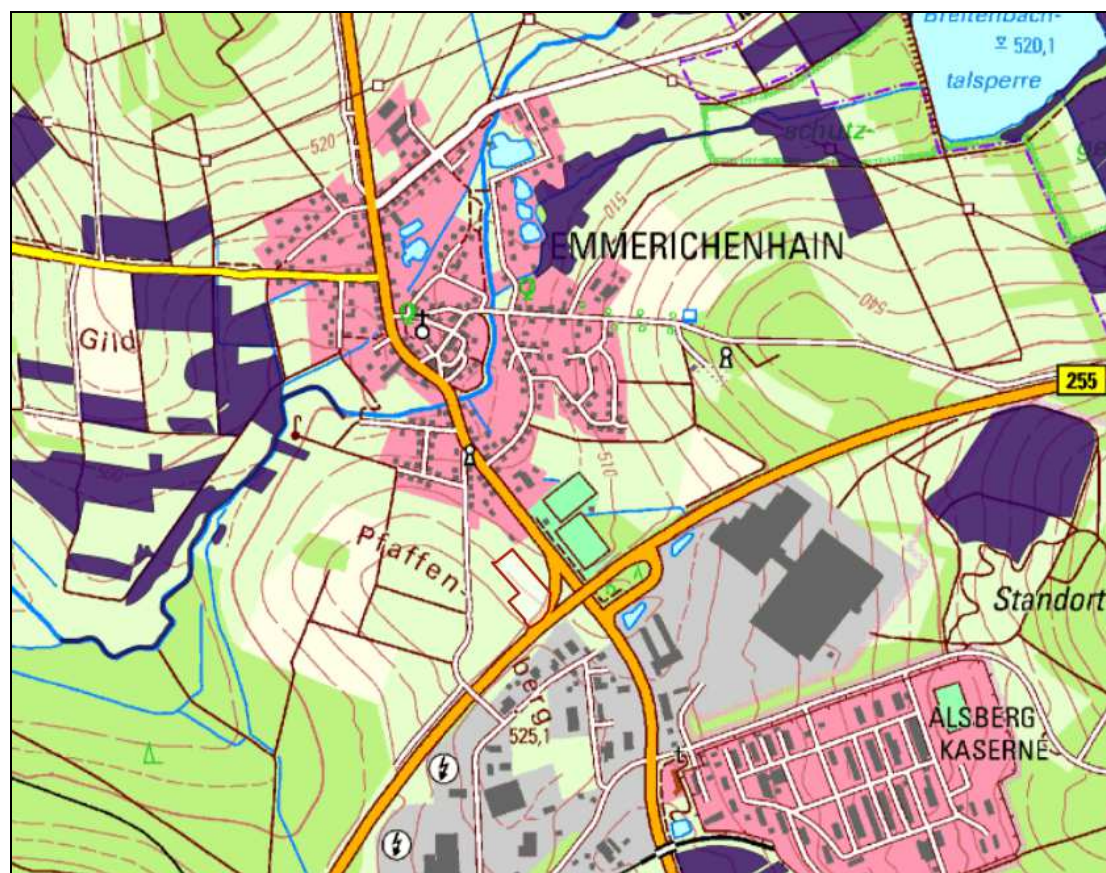 Breitenbach-
520,1
talsperre
520
schutz-
ge
510
EMMERICHENHAIN
540
Gild
255
510
Pfaffen-
Standort
berg
525,1
ALSBERG
KASERNE